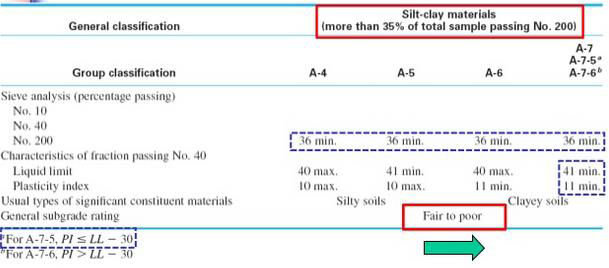 General classification
Silt-clay materials
(more than 35% of total sample passing No. 200)
Group classification A-4 A-5 A-6 A-7
A-7-5ᵃ
A-7-6ᵇ
Sieve analysis (percentage passing)
No. 10
No. 40
No. 200 36 min. 36 min. 36 min. 36 min.
Characteristics of fraction passing No. 40
Liquid limit 40 max. 41 min. 40 max. 41 min.
Plasticity index 10 max. 10 max. 11 min. 11 min.
Usual types of significant constituent materials Silty soils Clayey soils
General subgrade rating Fair to poor
ᵃFor A-7-5, PI ≤ LL − 30
ᵇFor A-7-6, PI > LL − 30